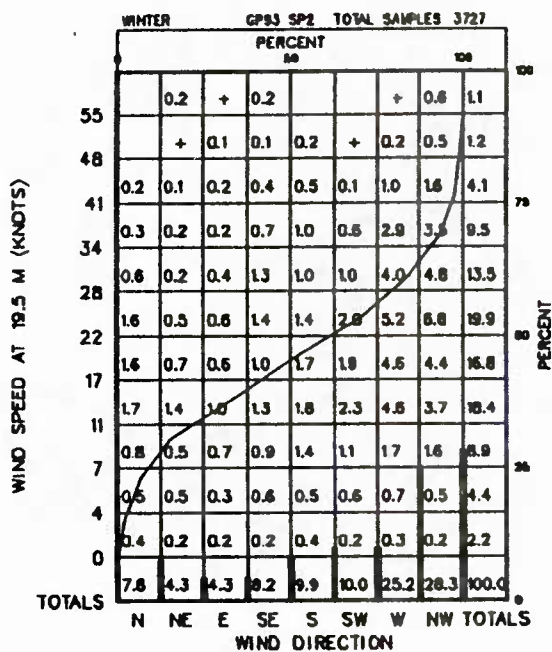 WINTER GPS3 SP2 TOTAL SAMPLES 3727
PERCENT
0 50 100
0.2 + 0.2 + 0.6 1.1
55
+ 0.1 0.1 0.2 + 0.2 0.5 1.2
48
0.2 0.1 0.2 0.4 0.5 0.1 1.0 1.6 4.1
41
0.3 0.2 0.2 0.7 1.0 0.6 2.9 9.5
34
0.6 0.2 0.4 1.3 1.0 1.0 4.0 4.8 13.5
28
1.6 0.5 0.6 1.4 1.4 5.2 19.9
22
1.6 0.7 0.6 1.0 1.7 1.9 4.6 4.4 16.8
17
1.7 1.4 1.0 1.3 1.8 2.3 4.6 3.7 18.4
11
0.8 0.5 0.7 0.9 1.4 1.1 1.7 1.6 8.9
7
0.5 0.5 0.3 0.6 0.5 0.6 0.7 0.5 4.4
4
0.4 0.2 0.2 0.2 0.4 0.2 0.3 0.2 2.2
0
7.8 4.3 4.3 8.2 9.9 10.0 25.2 28.3 100.0
TOTALS
N NE E SE S SW W NW TOTALS
WIND DIRECTION
WIND SPEED AT 19.5 M (KNOTS)
100
PERCENT
0